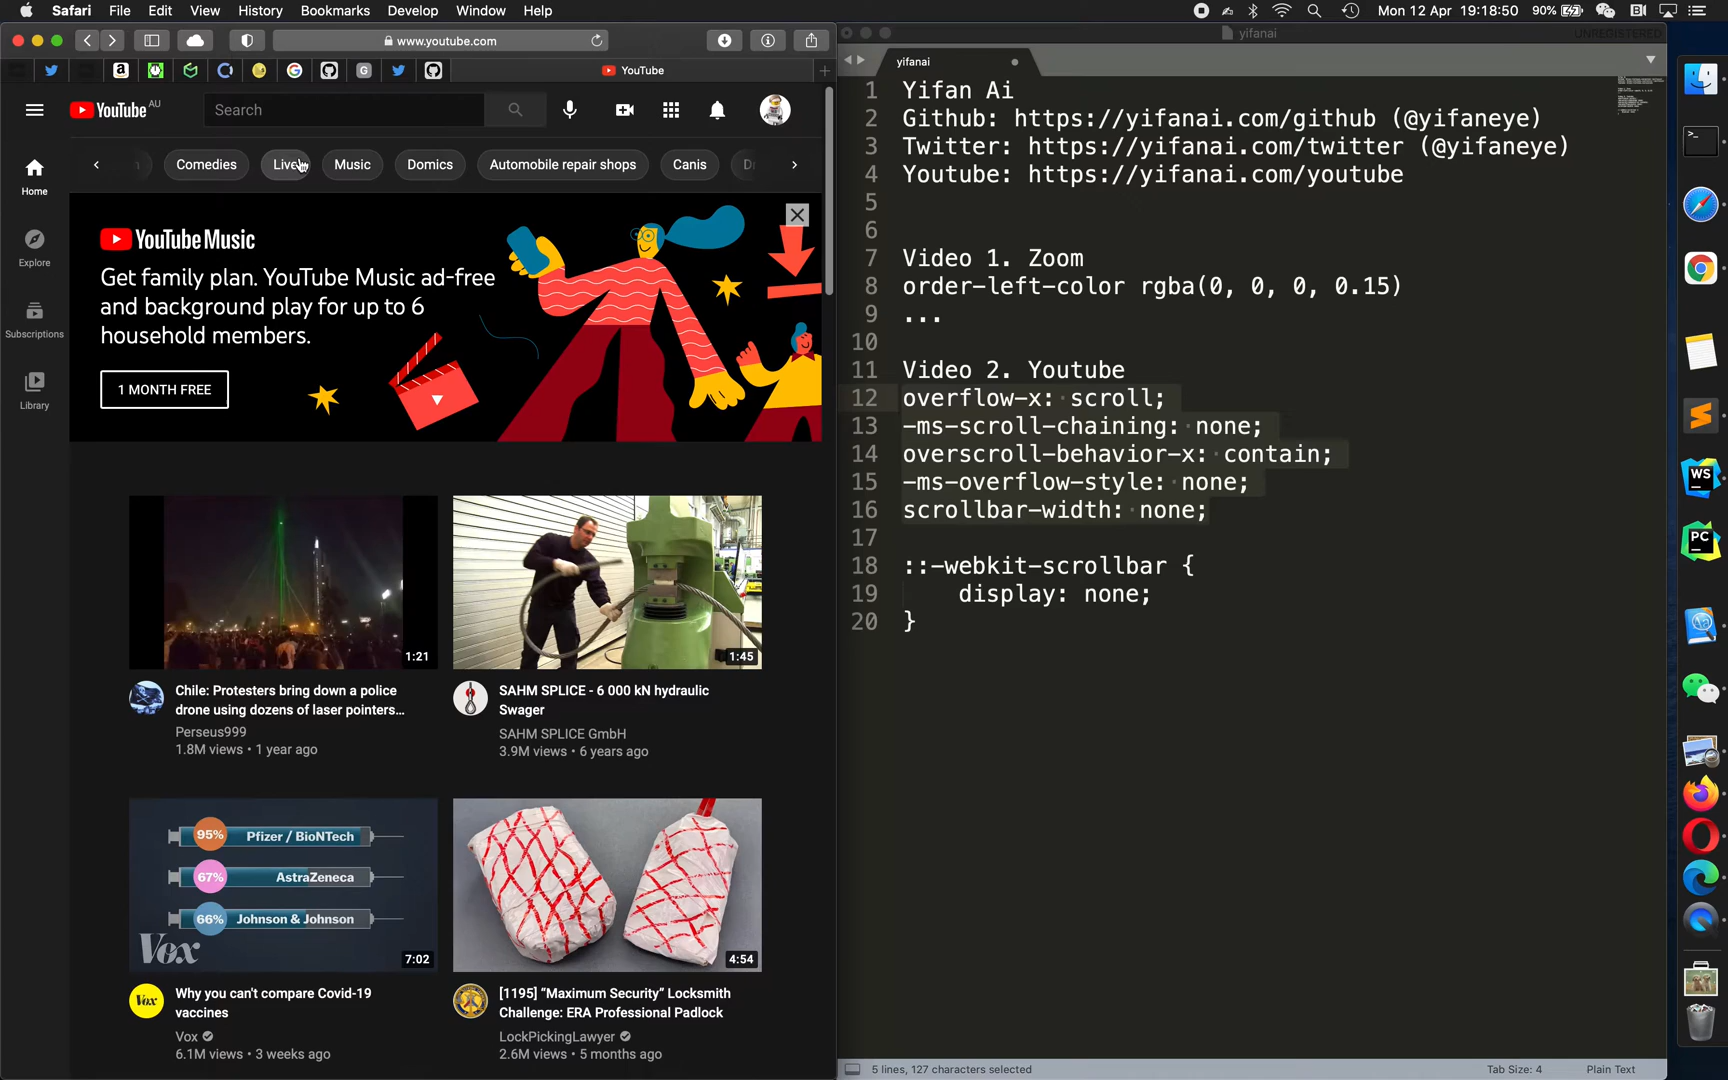 Safari File Edit View History Bookmarks Develop Window Help
Mon 12 Apr 19:18:50 90%
www.youtube.com
YouTube
YouTube AU
Search
Comedies Live Music Domics Automobile repair shops Canis
Home
Explore
Subscriptions
Library
YouTube Music
Get family plan. YouTube Music ad-free
and background play for up to 6
household members.
1 MONTH FREE
1:21
Chile: Protesters bring down a police
drone using dozens of laser pointers...
Perseus999
1.8M views • 1 year ago
1:45
SAHM SPLICE - 6 000 kN hydraulic
Swager
SAHM SPLICE GmbH
3.9M views • 6 years ago
95% Pfizer / BioNTech
67% AstraZeneca
66% Johnson & Johnson
Vox
7:02
Why you can't compare Covid-19
vaccines
Vox
6.1M views • 3 weeks ago
4:54
[1195] “Maximum Security” Locksmith
Challenge: ERA Professional Padlock
LockPickingLawyer
2.6M views • 5 months ago
yifanai
UNREGISTERED
yifanai
1 Yifan Ai
2 Github: https://yifanai.com/github (@yifaneye)
3 Twitter: https://yifanai.com/twitter (@yifaneye)
4 Youtube: https://yifanai.com/youtube
5
6
7 Video 1. Zoom
8 order-left-color rgba(0, 0, 0, 0.15)
9 ...
10
11 Video 2. Youtube
12 overflow-x: scroll;
13 -ms-scroll-chaining: none;
14 overscroll-behavior-x: contain;
15 -ms-overflow-style: none;
16 scrollbar-width: none;
17
18 ::-webkit-scrollbar {
19 display: none;
20 }
5 lines, 127 characters selected
Tab Size: 4
Plain Text
WS
PC